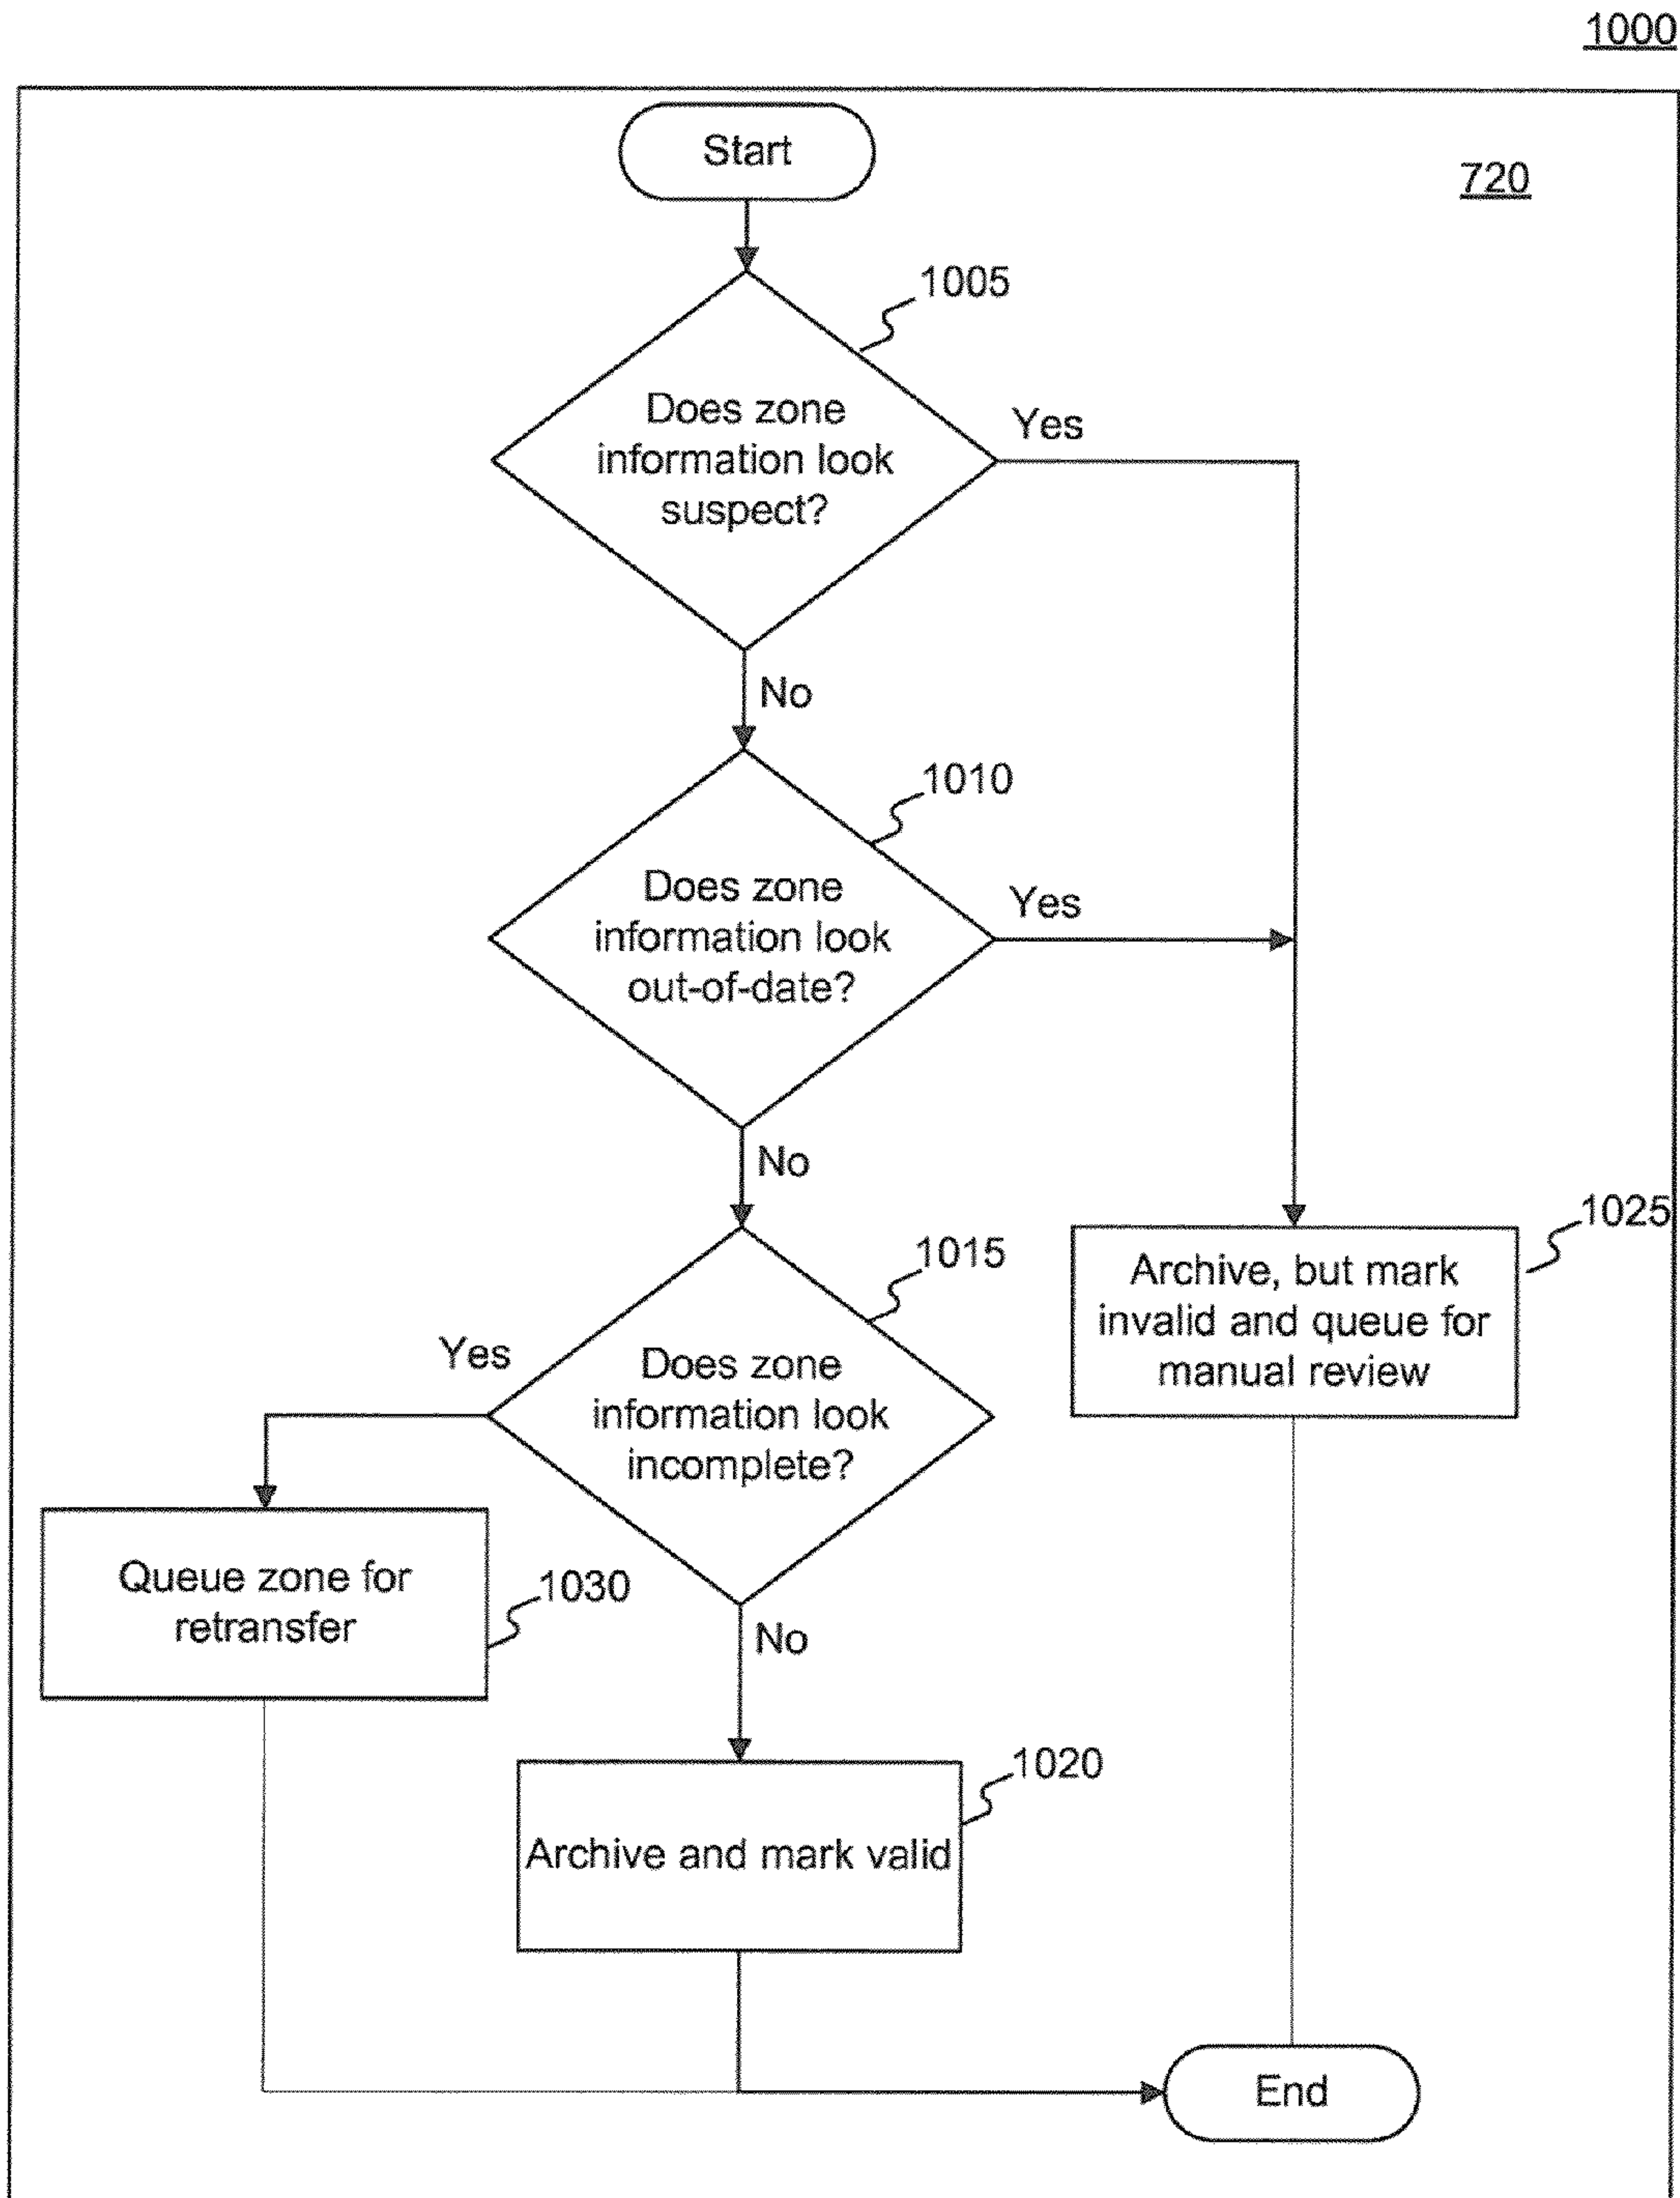 1000
Start
720
1005
Does zone
information look
suspect?
Yes
No
1010
Does zone
information look
out-of-date?
Yes
No
1015
Does zone
information look
incomplete?
Yes
No
1025
Archive, but mark
invalid and queue for
manual review
Queue zone for
retransfer
1030
1020
Archive and mark valid
End